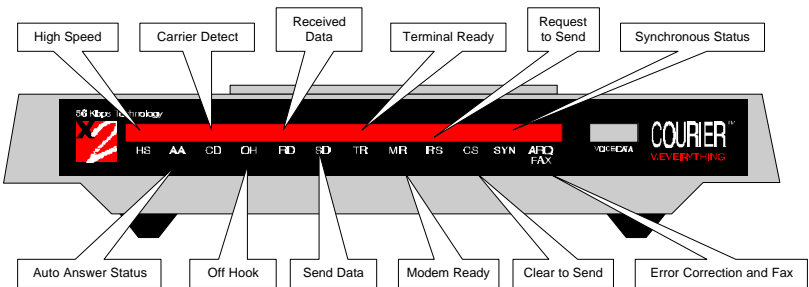 High Speed
Carrier Detect
Received
Data
Terminal Ready
Request
to Send
Synchronous Status
56 Kbps Technology
x2
HS AA CD OH RD SD TR MR RS CS SYN ARQ
FAX
VOICE/DATA
COURIER™
V.EVERYTHING
Auto Answer Status
Off Hook
Send Data
Modem Ready
Clear to Send
Error Correction and Fax